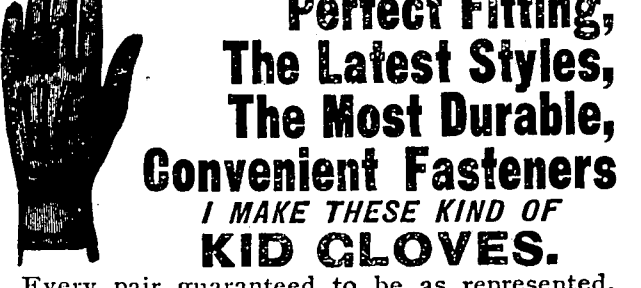 Perfect Fitting,
The Latest Styles,
The Most Durable,
Convenient Fasteners
I MAKE THESE KIND OF
KID GLOVES.
Every pair guaranteed to be as represented.